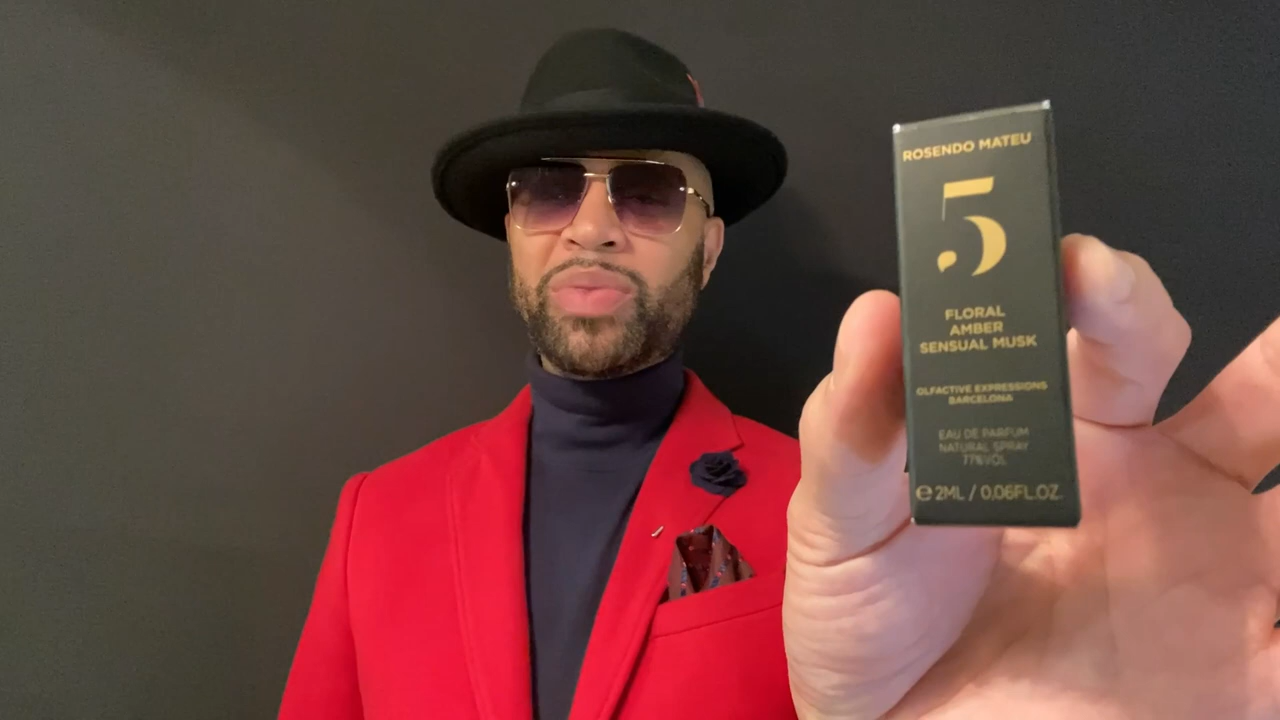 ROSENDO MATEU
5
FLORAL
AMBER
SENSUAL MUSK
OLFACTIVE EXPRESSIONS
BARCELONA
EAU DE PARFUM
NATURAL SPRAY
77%VOL
℮ 2ML / 0,06FL.OZ.